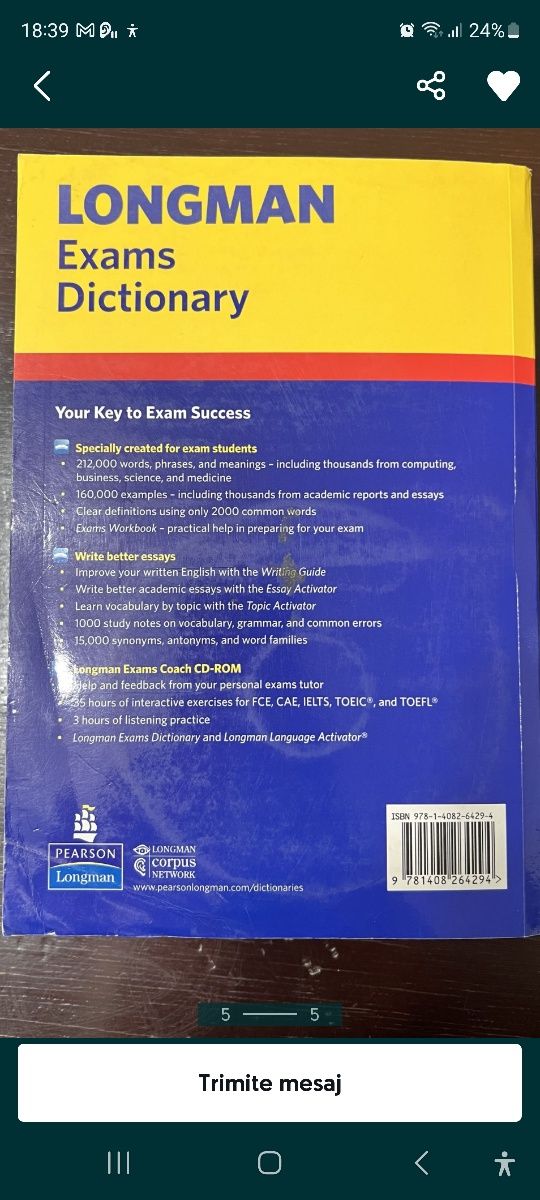 18:39
24%
LONGMAN
Exams
Dictionary
Your Key to Exam Success
Specially created for exam students
• 212,000 words, phrases, and meanings – including thousands from computing,
business, science, and medicine
• 160,000 examples – including thousands from academic reports and essays
• Clear definitions using only 2000 common words
• Exams Workbook – practical help in preparing for your exam
Write better essays
• Improve your written English with the Writing Guide
• Write better academic essays with the Essay Activator
• Learn vocabulary by topic with the Topic Activator
• 1000 study notes on vocabulary, grammar, and common errors
• 15,000 synonyms, antonyms, and word families
Longman Exams Coach CD-ROM
• Help and feedback from your personal exams tutor
• 35 hours of interactive exercises for FCE, CAE, IELTS, TOEIC®, and TOEFL®
• 3 hours of listening practice
• Longman Exams Dictionary and Longman Language Activator®
PEARSON
Longman
LONGMAN
corpus
NETWORK
www.pearsonlongman.com/dictionaries
ISBN 978-1-4082-6429-4
9 781408 264294 >
5 5
Trimite mesaj